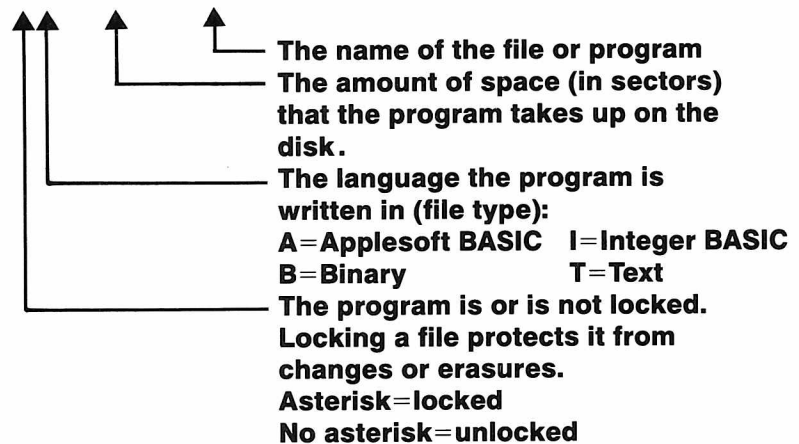 The name of the file or program
The amount of space (in sectors)
that the program takes up on the
disk.
The language the program is
written in (file type):
A=Applesoft BASIC I=Integer BASIC
B=Binary T=Text
The program is or is not locked.
Locking a file protects it from
changes or erasures.
Asterisk=locked
No asterisk=unlocked